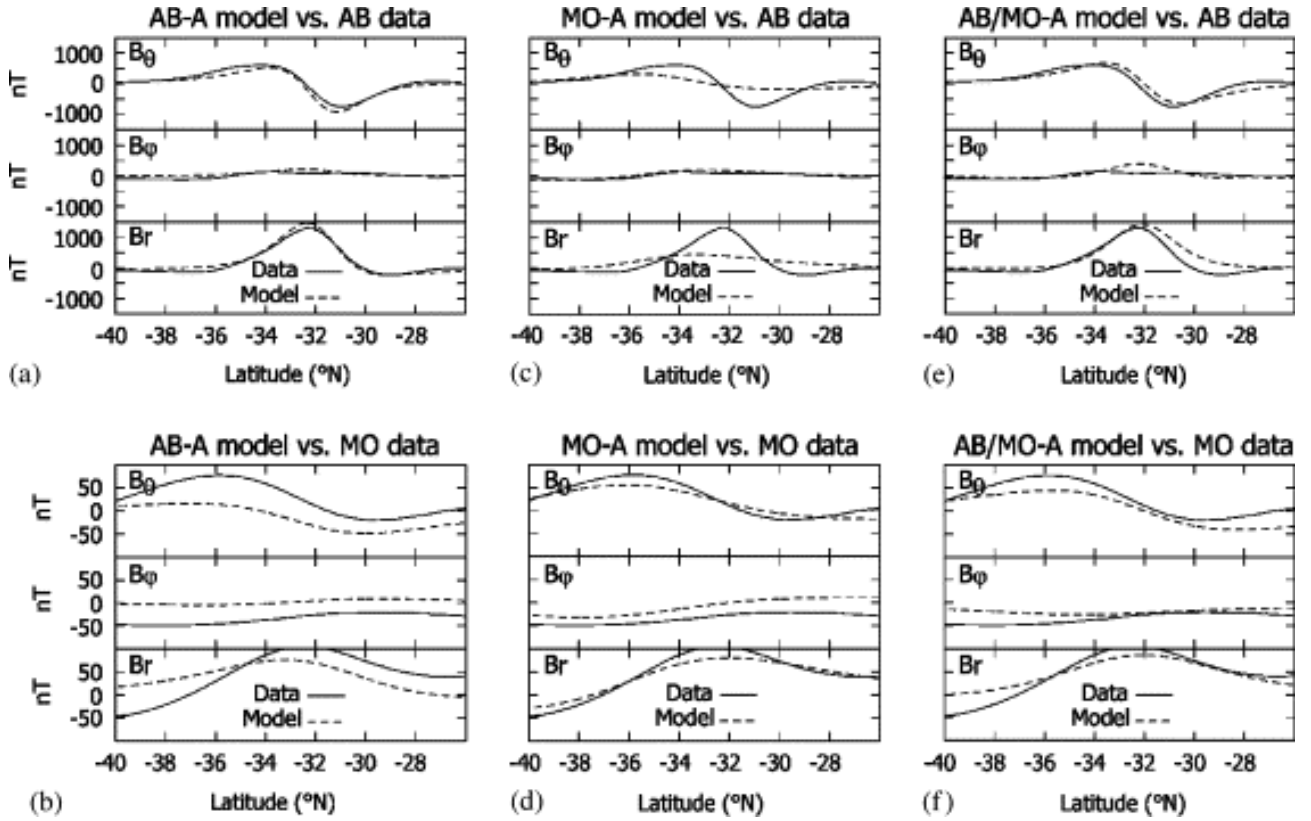 AB-A model vs. AB data
MO-A model vs. AB data
AB/MO-A model vs. AB data
nT
1000
0
-1000
Bθ
Bθ
Bθ
nT
1000
0
-1000
Bφ
Bφ
Bφ
nT
1000
0
-1000
Br
Data
Model
Br
Data
Model
Br
Data
Model
-40 -38 -36 -34 -32 -30 -28
-40 -38 -36 -34 -32 -30 -28
-40 -38 -36 -34 -32 -30 -28
(a) Latitude (°N)
(c) Latitude (°N)
(e) Latitude (°N)
AB-A model vs. MO data
MO-A model vs. MO data
AB/MO-A model vs. MO data
nT
50
0
-50
Bθ
Bθ
Bθ
nT
50
0
-50
Bφ
Bφ
Bφ
nT
50
0
-50
Br
Data
Model
Br
Data
Model
Br
Data
Model
-40 -38 -36 -34 -32 -30 -28
-40 -38 -36 -34 -32 -30 -28
-40 -38 -36 -34 -32 -30 -28
(b) Latitude (°N)
(d) Latitude (°N)
(f) Latitude (°N)